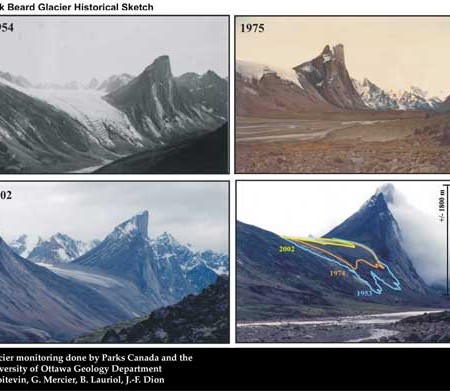 k Beard Glacier Historical Sketch
954
1975
02
+/- 1800 m
2002
1974
1953
cier monitoring done by Parks Canada and the
versity of Ottawa Geology Department
oitevin, G. Mercier, B. Lauriol, J.-F. Dion